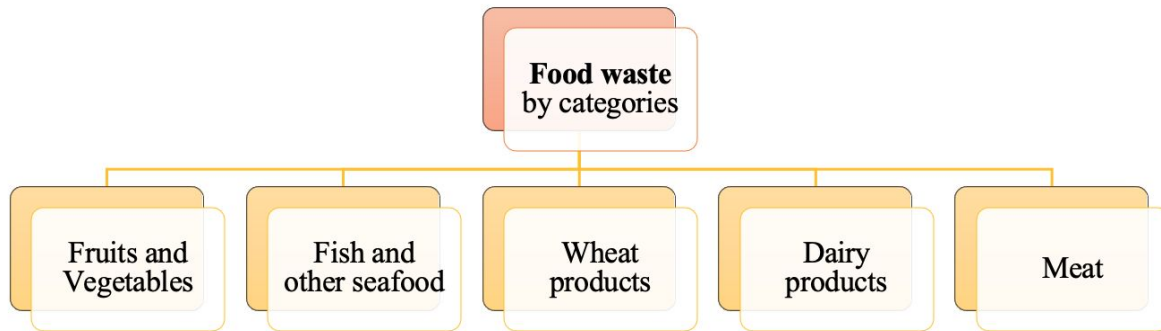 Food waste
by categories
Fruits and
Vegetables
Fish and
other seafood
Wheat
products
Dairy
products
Meat